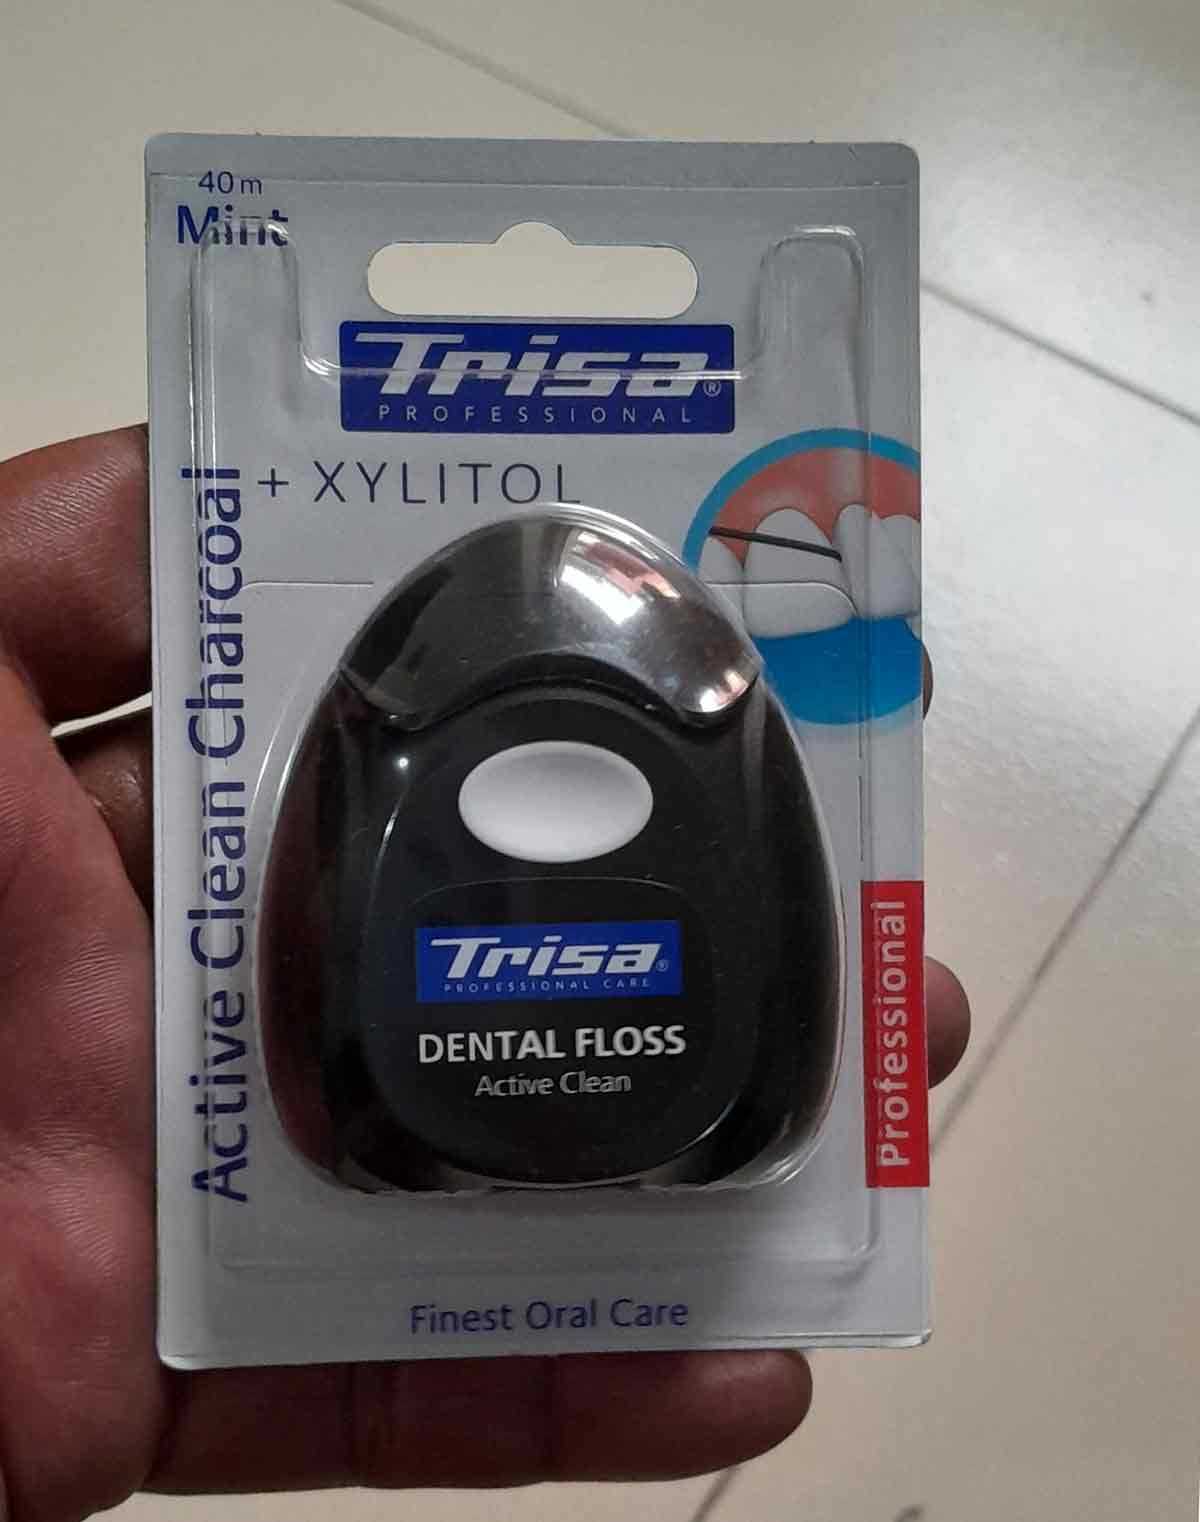 40 m
Mint
Trisa®
PROFESSIONAL
+ XYLITOL
Active Clean Charcoal
Trisa®
PROFESSIONAL CARE
DENTAL FLOSS
Active Clean
Professional
Finest Oral Care